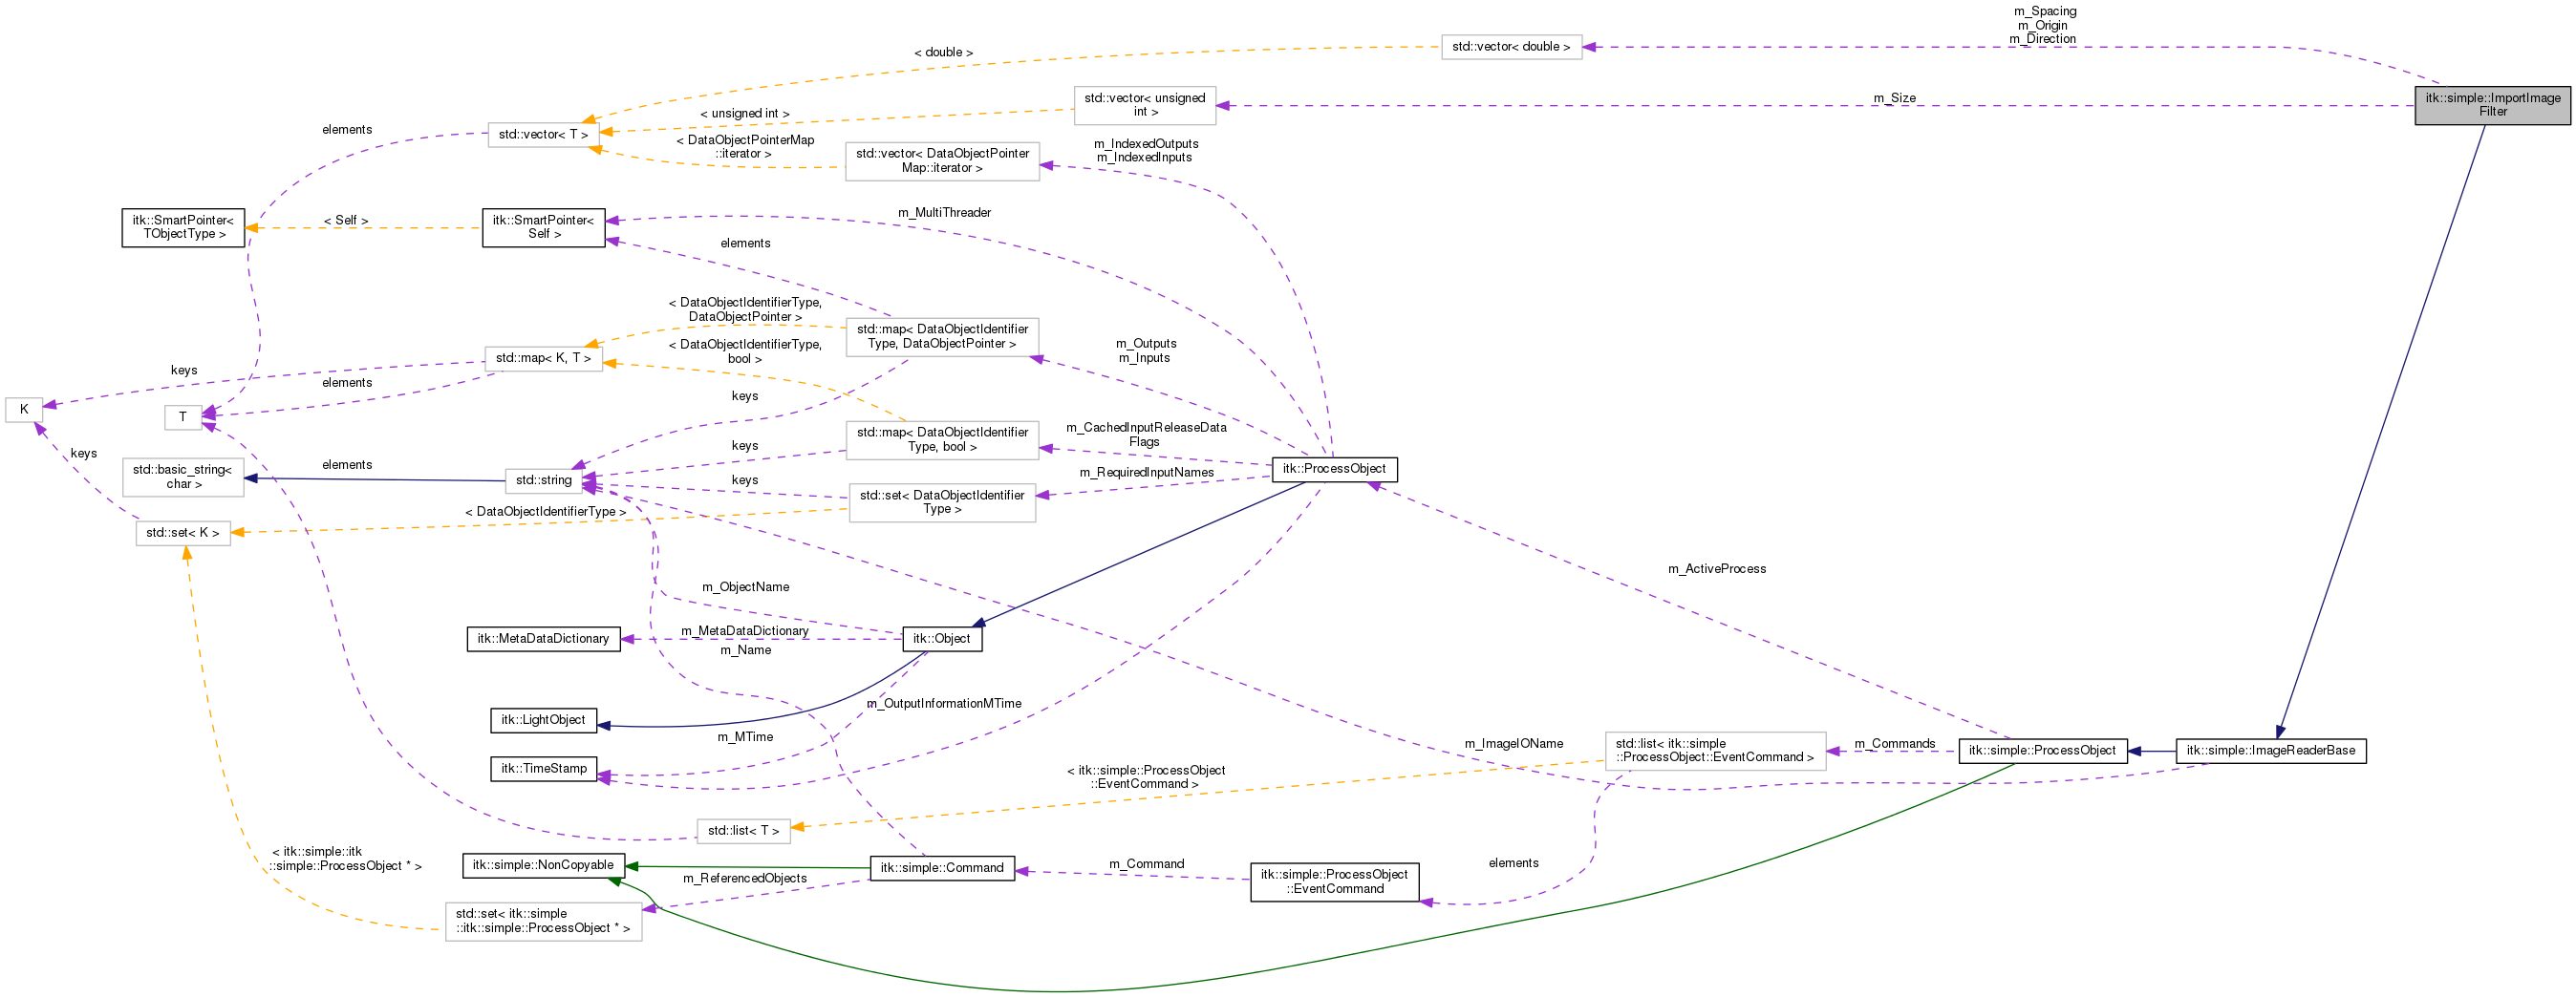 m_Spacing
m_Origin
m_Direction
< double >
std::vector< double >
itk::simple::ImportImage
Filter
m_Size
std::vector< unsigned
int >
< unsigned int >
elements
std::vector< T >
< DataObjectPointerMap
::iterator >
std::vector< DataObjectPointer
Map::iterator >
m_IndexedOutputs
m_IndexedInputs
itk::SmartPointer<
TObjectType >
< Self >
itk::SmartPointer<
Self >
m_MultiThreader
elements
< DataObjectIdentifierType,
DataObjectPointer >
std::map< DataObjectIdentifier
Type, DataObjectPointer >
m_Outputs
m_Inputs
< DataObjectIdentifierType,
bool >
std::map< K, T >
keys
elements
keys
K
T
std::map< DataObjectIdentifier
Type, bool >
m_CachedInputReleaseData
Flags
keys
keys
std::basic_string<
char >
elements
std::string
keys
std::set< DataObjectIdentifier
Type >
m_RequiredInputNames
itk::ProcessObject
< DataObjectIdentifierType >
std::set< K >
m_ActiveProcess
m_ObjectName
itk::MetaDataDictionary
m_MetaDataDictionary
m_Name
itk::Object
itk::LightObject
m_OutputInformationMTime
m_MTime
itk::TimeStamp
m_ImageIOName
std::list< itk::simple
::ProcessObject::EventCommand >
m_Commands
itk::simple::ProcessObject
itk::simple::ImageReaderBase
< itk::simple::ProcessObject
::EventCommand >
std::list< T >
< itk::simple::itk
::simple::ProcessObject * >
itk::simple::NonCopyable
itk::simple::Command
m_Command
itk::simple::ProcessObject
::EventCommand
elements
m_ReferencedObjects
std::set< itk::simple
::itk::simple::ProcessObject * >